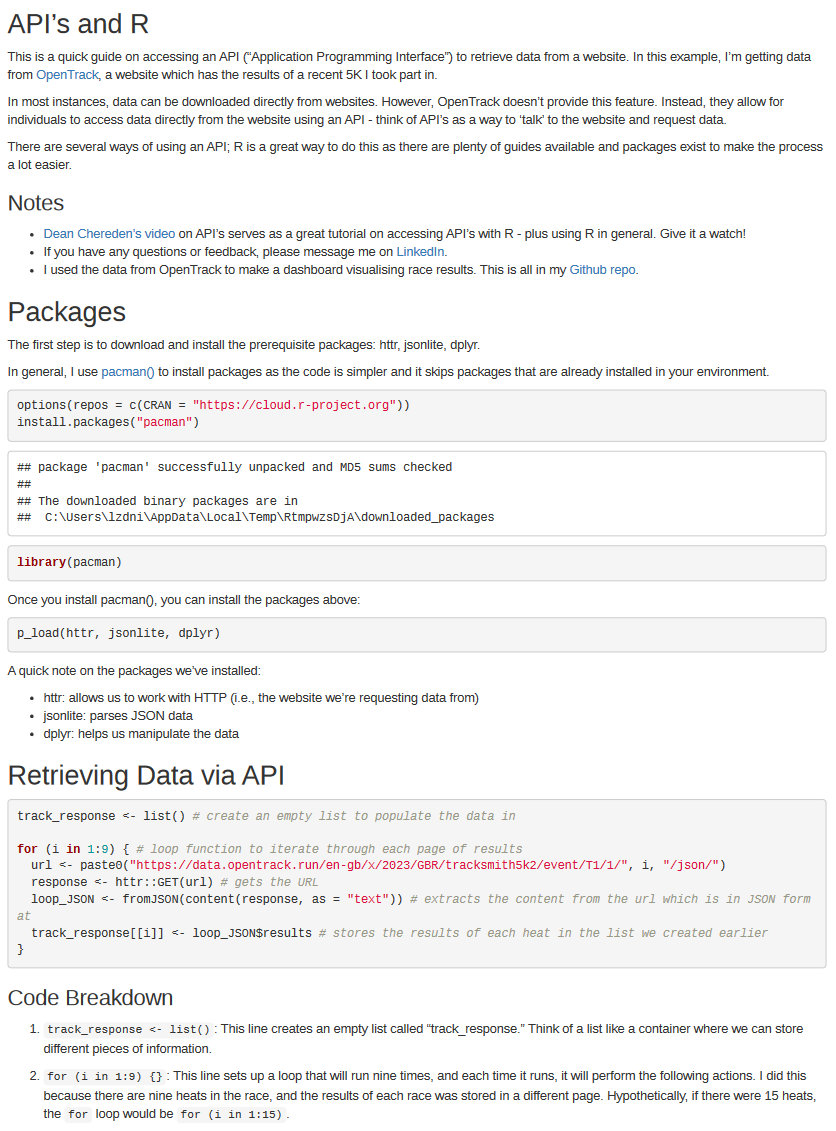 API’s and R
This is a quick guide on accessing an API (“Application Programming Interface”) to retrieve data from a website. In this example, I’m getting data
from OpenTrack, a website which has the results of a recent 5K I took part in.
In most instances, data can be downloaded directly from websites. However, OpenTrack doesn’t provide this feature. Instead, they allow for
individuals to access data directly from the website using an API - think of API’s as a way to ‘talk’ to the website and request data.
There are several ways of using an API; R is a great way to do this as there are plenty of guides available and packages exist to make the process
a lot easier.
Notes
• Dean Chereden’s video on API’s serves as a great tutorial on accessing API’s with R - plus using R in general. Give it a watch!
• If you have any questions or feedback, please message me on LinkedIn.
• I used the data from OpenTrack to make a dashboard visualising race results. This is all in my Github repo.
Packages
The first step is to download and install the prerequisite packages: httr, jsonlite, dplyr.
In general, I use pacman() to install packages as the code is simpler and it skips packages that are already installed in your environment.
options(repos = c(CRAN = "https://cloud.r-project.org"))
install.packages("pacman")
## package 'pacman' successfully unpacked and MD5 sums checked
##
## The downloaded binary packages are in
##  C:\Users\lzdni\AppData\Local\Temp\RtmpwzsDjA\downloaded_packages
library(pacman)
Once you install pacman(), you can install the packages above:
p_load(httr, jsonlite, dplyr)
A quick note on the packages we’ve installed:
• httr: allows us to work with HTTP (i.e., the website we’re requesting data from)
• jsonlite: parses JSON data
• dplyr: helps us manipulate the data
Retrieving Data via API
track_response <- list() # create an empty list to populate the data in
for (i in 1:9) { # loop function to iterate through each page of results
  url <- paste0("https://data.opentrack.run/en-gb/x/2023/GBR/tracksmith5k2/event/T1/1/", i, "/json/")
  response <- httr::GET(url) # gets the URL
  loop_JSON <- fromJSON(content(response, as = "text")) # extracts the content from the url which is in JSON form
at
  track_response[[i]] <- loop_JSON$results # stores the results of each heat in the list we created earlier
}
Code Breakdown
1. track_response <- list() : This line creates an empty list called “track_response.” Think of a list like a container where we can store
different pieces of information.
2. for (i in 1:9) {} : This line sets up a loop that will run nine times, and each time it runs, it will perform the following actions. I did this
because there are nine heats in the race, and the results of each race was stored in a different page. Hypothetically, if there were 15 heats,
the for loop would be for (i in 1:15) .